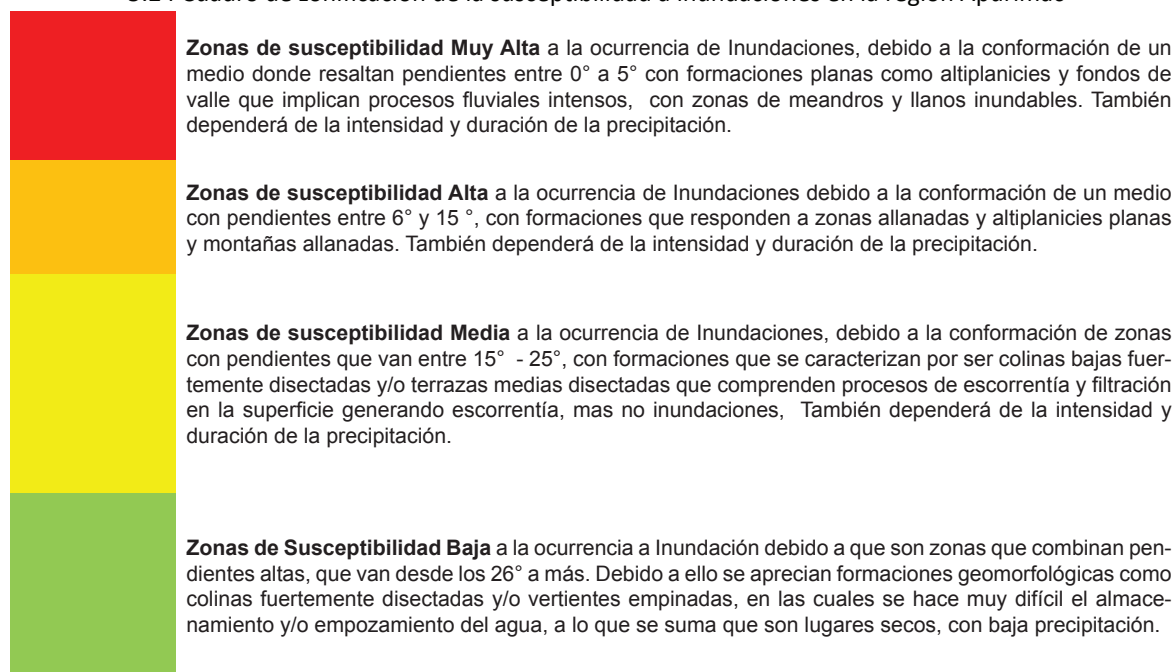 Zonas de susceptibilidad Muy Alta a la ocurrencia de Inundaciones, debido a la conformación de un
medio donde resaltan pendientes entre 0° a 5° con formaciones planas como altiplanicies y fondos de
valle que implican procesos fluviales intensos, con zonas de meandros y llanos inundables. También
dependerá de la intensidad y duración de la precipitación.
Zonas de susceptibilidad Alta a la ocurrencia de Inundaciones debido a la conformación de un medio
con pendientes entre 6° y 15 °, con formaciones que responden a zonas allanadas y altiplanicies planas
y montañas allanadas. También dependerá de la intensidad y duración de la precipitación.
Zonas de susceptibilidad Media a la ocurrencia de Inundaciones, debido a la conformación de zonas
con pendientes que van entre 15° - 25°, con formaciones que se caracterizan por ser colinas bajas fuer-
temente disectadas y/o terrazas medias disectadas que comprenden procesos de escorrentía y filtración
en la superficie generando escorrentía, mas no inundaciones, También dependerá de la intensidad y
duración de la precipitación.
Zonas de Susceptibilidad Baja a la ocurrencia a Inundación debido a que son zonas que combinan pen-
dientes altas, que van desde los 26° a más. Debido a ello se aprecian formaciones geomorfológicas como
colinas fuertemente disectadas y/o vertientes empinadas, en las cuales se hace muy difícil el almace-
namiento y/o empozamiento del agua, a lo que se suma que son lugares secos, con baja precipitación.